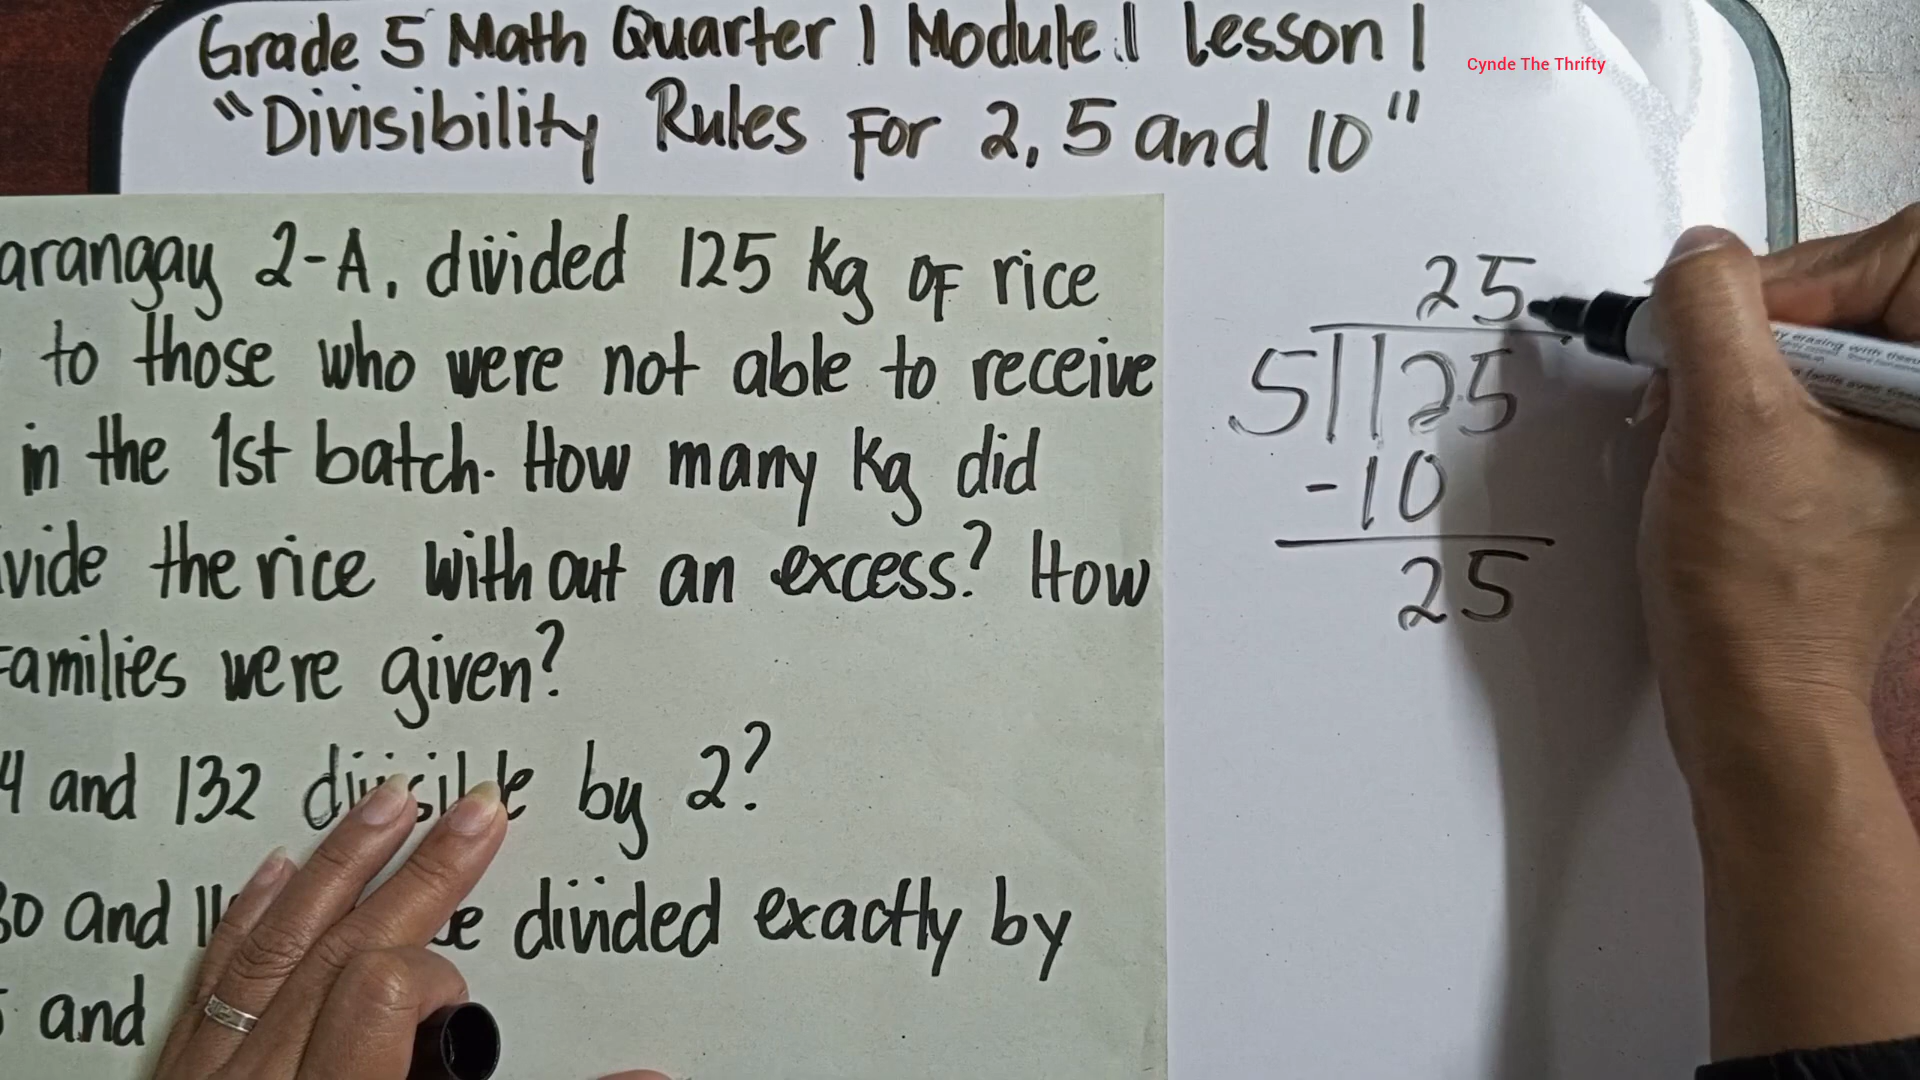 Grade 5 Math Quarter 1 Module 1 Lesson 1
Cynde The Thrifty
"Divisibility Rules For 2, 5 and 10"
arangay 2-A, divided 125 Kg OF rice
to those who were not able to receive
in the 1st batch. How many Kg did
vide the rice without an excess? How
Families were given?
4 and 132 divisible by 2?
30 and divided exactly by
and
25
5 125
-10
25